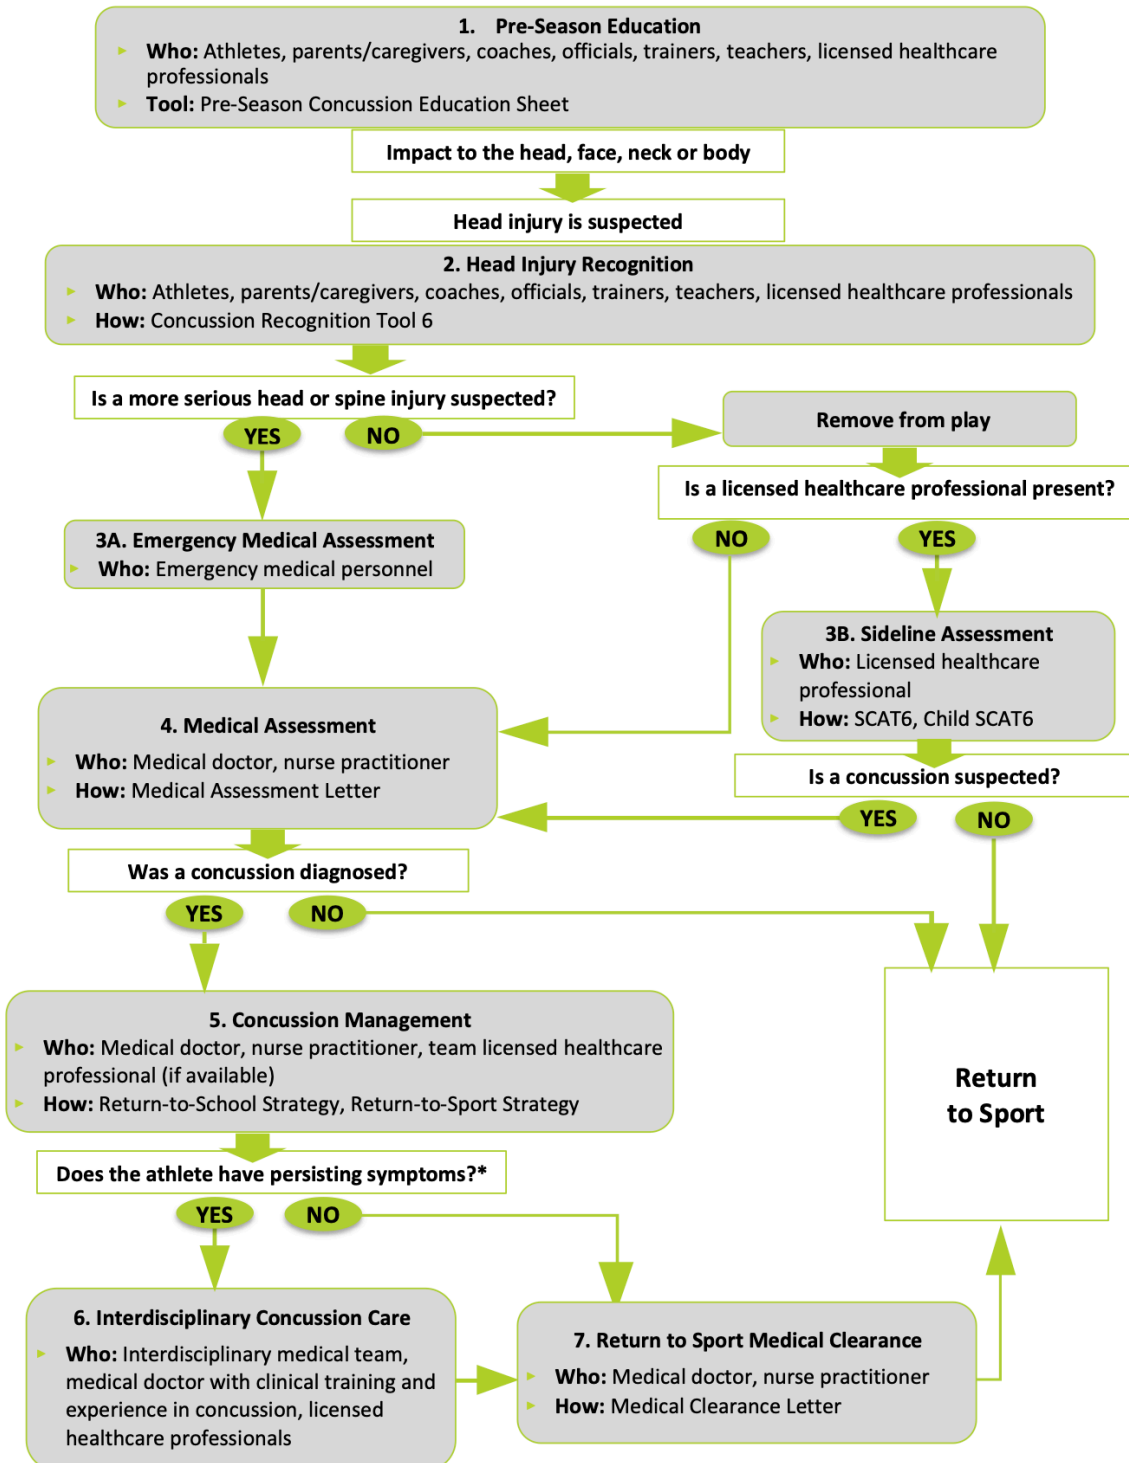 1. Pre-Season Education
► Who: Athletes, parents/caregivers, coaches, officials, trainers, teachers, licensed healthcare
professionals
► Tool: Pre-Season Concussion Education Sheet
Impact to the head, face, neck or body
Head injury is suspected
2. Head Injury Recognition
► Who: Athletes, parents/caregivers, coaches, officials, trainers, teachers, licensed healthcare professionals
► How: Concussion Recognition Tool 6
Is a more serious head or spine injury suspected?
YES
NO
Remove from play
Is a licensed healthcare professional present?
NO
YES
3A. Emergency Medical Assessment
► Who: Emergency medical personnel
3B. Sideline Assessment
► Who: Licensed healthcare
professional
► How: SCAT6, Child SCAT6
Is a concussion suspected?
YES
NO
4. Medical Assessment
► Who: Medical doctor, nurse practitioner
► How: Medical Assessment Letter
Was a concussion diagnosed?
YES
NO
5. Concussion Management
► Who: Medical doctor, nurse practitioner, team licensed healthcare
professional (if available)
► How: Return-to-School Strategy, Return-to-Sport Strategy
Return
to Sport
Does the athlete have persisting symptoms?*
YES
NO
6. Interdisciplinary Concussion Care
► Who: Interdisciplinary medical team,
medical doctor with clinical training and
experience in concussion, licensed
healthcare professionals
7. Return to Sport Medical Clearance
► Who: Medical doctor, nurse practitioner
► How: Medical Clearance Letter